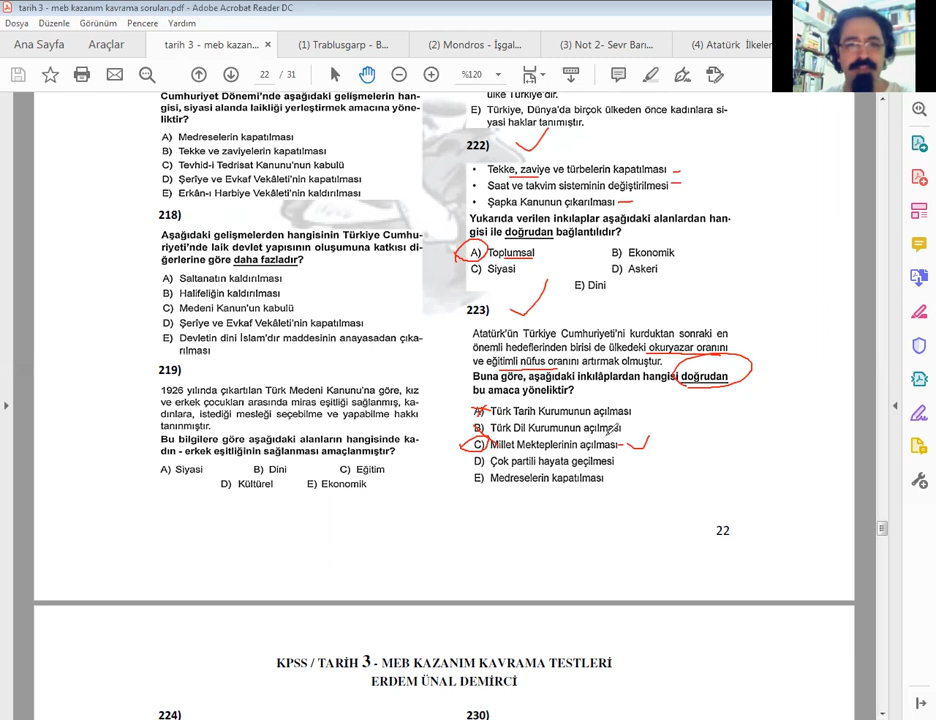 tarih 3 - meb kazanım kavrama soruları.pdf - Adobe Acrobat Reader DC
Dosya Düzenle Görünüm Pencere Yardım
Ana Sayfa Araçlar tarih 3 - meb kazan... × (1) Trablusgarp - B... (2) Mondros - İşgal... (3) Not 2- Sevr Barı... (4) Atatürk İlkeler
22 / 31 %120
Cumhuriyet Dönemi'nde aşağıdaki gelişmelerin han-
gisi, siyasi alanda laikliği yerleştirmek amacına yöne-
liktir?
A) Medreselerin kapatılması
B) Tekke ve zaviyelerin kapatılması
C) Tevhid-i Tedrisat Kanunu'nun kabulü
D) Şerîye ve Evkaf Vekâleti'nin kapatılması
E) Erkân-ı Harbiye Vekâleti'nin kaldırılması
218)
Aşağıdaki gelişmelerden hangisinin Türkiye Cumhu-
riyeti'nde laik devlet yapısının oluşumuna katkısı di-
ğerlerine göre daha fazladır?
A) Saltanatın kaldırılması
B) Halifeliğin kaldırılması
C) Medeni Kanun'un kabulü
D) Şerîye ve Evkaf Vekâleti'nin kapatılması
E) Devletin dini İslam'dır maddesinin anayasadan çıka-
rılması
219)
1926 yılında çıkartılan Türk Medeni Kanunu'na göre, kız
ve erkek çocukları arasında miras eşitliği sağlanmış, ka-
dınlara, istediği mesleği seçebilme ve yapabilme hakkı
tanınmıştır.
Bu bilgilere göre aşağıdaki alanların hangisinde ka-
dın - erkek eşitliğinin sağlanması amaçlanmıştır?
A) Siyasi B) Dini C) Eğitim
D) Kültürel E) Ekonomik
ülke Türkiye'dir.
E) Türkiye, Dünya'da birçok ülkeden önce kadınlara si-
yasi haklar tanımıştır.
222)
• Tekke, zaviye ve türbelerin kapatılması
• Saat ve takvim sisteminin değiştirilmesi
• Şapka Kanunun çıkarılması
Yukarıda verilen inkılaplar aşağıdaki alanlardan han-
gisi ile doğrudan bağlantılıdır?
A) Toplumsal B) Ekonomik
C) Siyasi D) Askeri
E) Dini
223)
Atatürk'ün Türkiye Cumhuriyeti'ni kurduktan sonraki en
önemli hedeflerinden birisi de ülkedeki okuryazar oranını
ve eğitimli nüfus oranını artırmak olmuştur.
Buna göre, aşağıdaki inkılâplardan hangisi doğrudan
bu amaca yöneliktir?
A) Türk Tarih Kurumunun açılması
B) Türk Dil Kurumunun açılması
C) Millet Mekteplerinin açılması
D) Çok partili hayata geçilmesi
E) Medreselerin kapatılması
22
KPSS / TARİH 3 - MEB KAZANIM KAVRAMA TESTLERİ
ERDEM ÜNAL DEMİRCİ
224) 230)